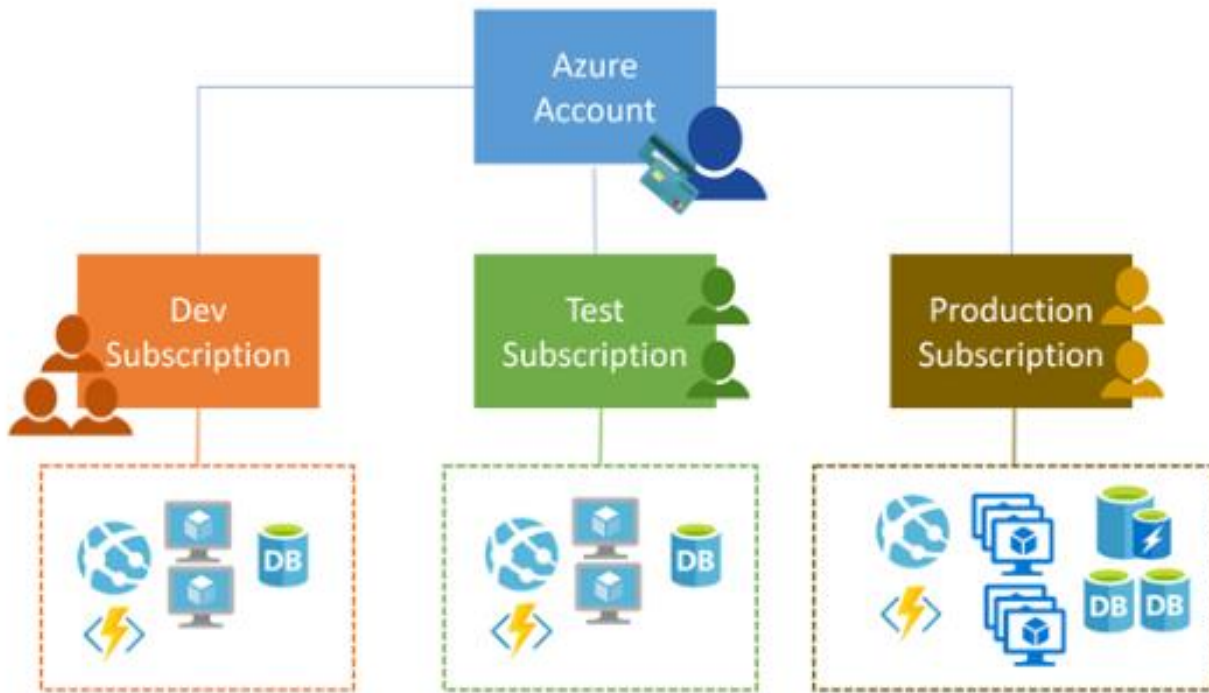 Azure
Account
Dev
Subscription
Test
Subscription
Production
Subscription
DB
DB
DB
DB